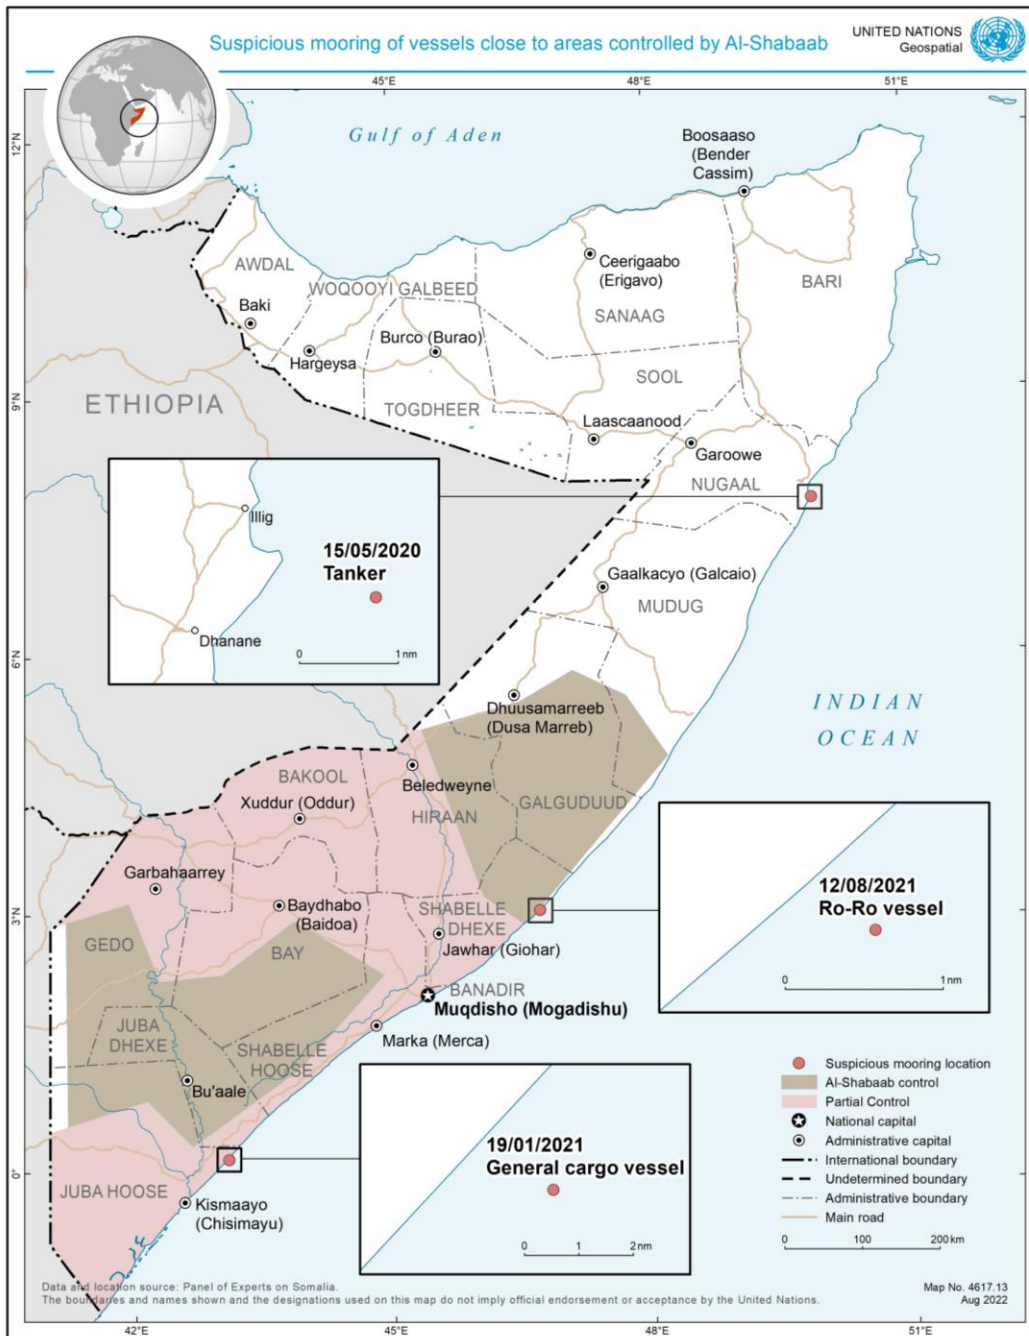 Suspicious mooring of vessels close to areas controlled by Al-Shabaab
UNITED NATIONS
Geospatial
45°E
48°E
51°E
12°N
Gulf of Aden
Boosaaso
(Bender
Cassim)
Ceerigaabo
(Erigavo)
AWDAL
WOQOOYI GALBEED
BARI
SANAAG
Baki
Burco (Burao)
Hargeysa
SOOL
9°N
ETHIOPIA
TOGDHEER
Laascaanood
Garoowe
NUGAAL
Illig
15/05/2020
Tanker
Dhanane
0
1 nm
Gaalkacyo (Galcaio)
MUDUG
6°N
Dhuusamarreeb
(Dusa Marreb)
INDIAN
OCEAN
BAKOOL
Beledweyne
Xuddur (Oddur)
HIRAAN
GALGUDUUD
Garbahaarrey
Baydhabo
(Baidoa)
3°N
SHABELLE
DHEXE
GEDO
BAY
Jawhar (Giohar)
12/08/2021
Ro-Ro vessel
0
1 nm
BANADIR
Muqdisho (Mogadishu)
JUBA
DHEXE
SHABELLE
HOOSE
Marka (Merca)
Bu'aale
19/01/2021
General cargo vessel
0
1
2 nm
0°
JUBA HOOSE
Kismaayo
(Chisimayu)
Suspicious mooring location
Al-Shabaab control
Partial Control
National capital
Administrative capital
International boundary
Undetermined boundary
Administrative boundary
Main road
0
100
200 km
Data and location source: Panel of Experts on Somalia.
The boundaries and names shown and the designations used on this map do not imply official endorsement or acceptance by the United Nations.
Map No. 4617.13
Aug 2022
42°E
45°E
48°E
51°E